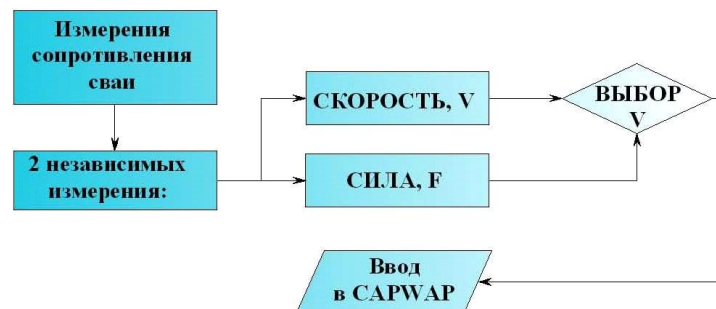 Измерения
сопротивления
сваи
2 независимых
измерения:
СКОРОСТЬ, V
СИЛА, F
ВЫБОР
V
Ввод
в CAPWAP